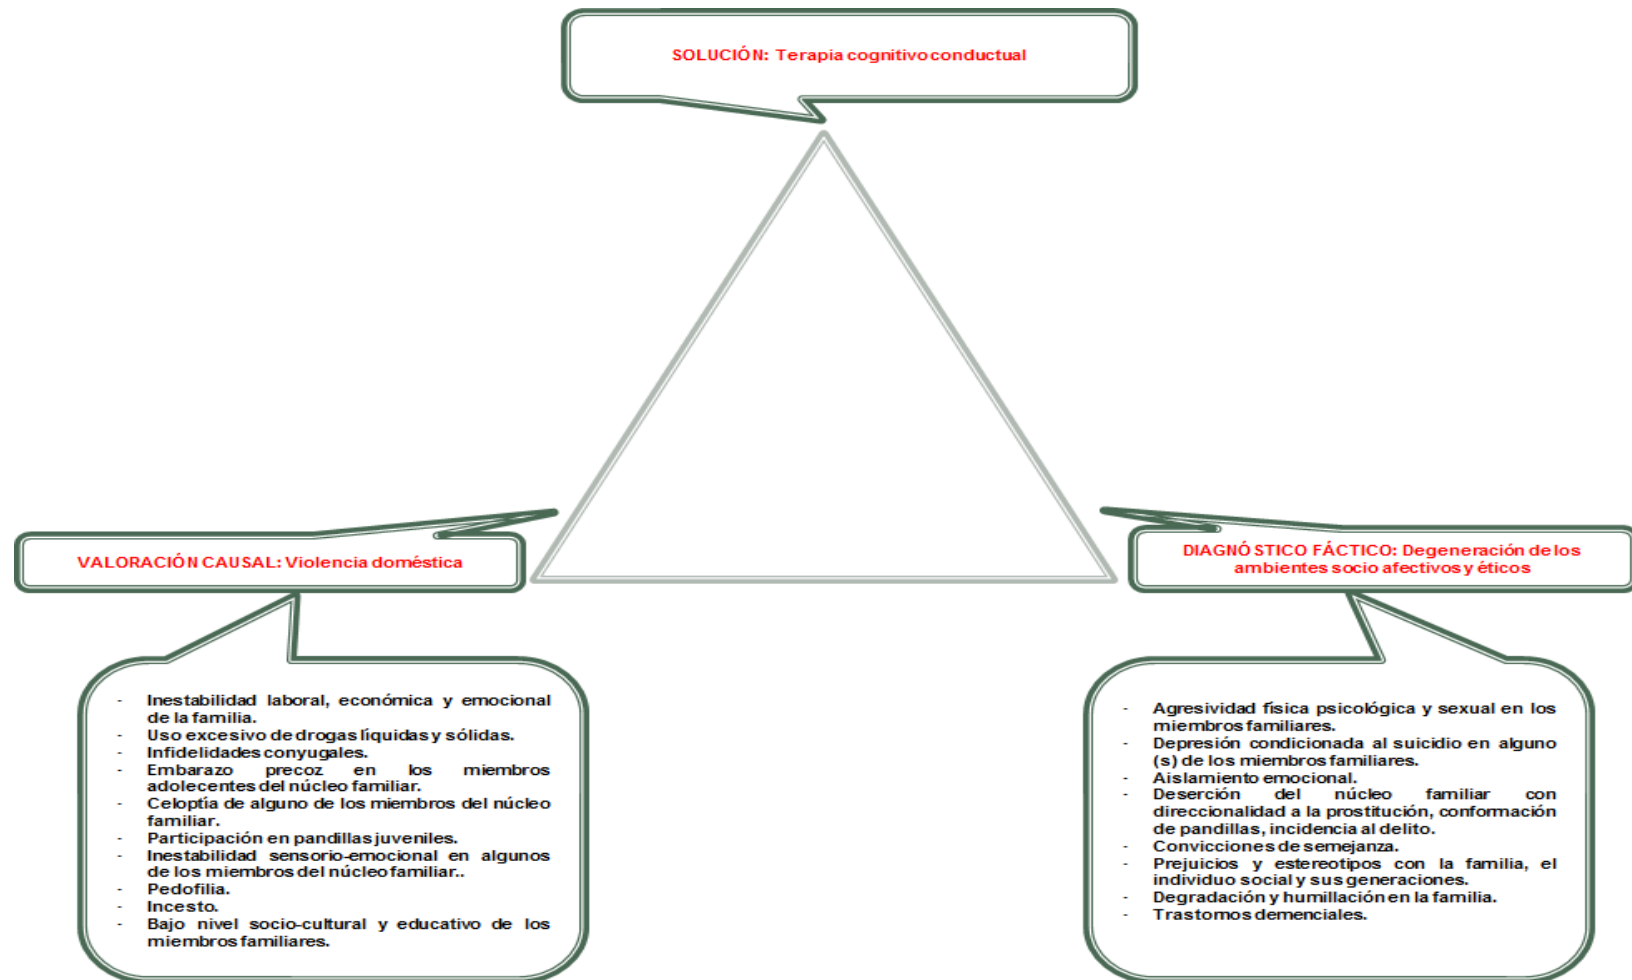 SOLUCIÓN: Terapia cognitivo conductual
VALORACIÓN CAUSAL: Violencia doméstica
- Inestabilidad laboral, económica y emocional
de la familia.
- Uso excesivo de drogas líquidas y sólidas.
- Infidelidades conyugales.
- Embarazo precoz en los miembros
adolecentes del núcleo familiar.
- Celoptía de alguno de los miembros del núcleo
familiar.
- Participación en pandillas juveniles.
- Inestabilidad sensorio-emocional en algunos
de los miembros del núcleo familiar..
- Pedofilia.
- Incesto.
- Bajo nivel socio-cultural y educativo de los
miembros familiares.
DIAGNÓSTICO FÁCTICO: Degeneración de los
ambientes socio afectivos y éticos
- Agresividad física psicológica y sexual en los
miembros familiares.
- Depresión condicionada al suicidio en alguno
(s) de los miembros familiares.
- Aislamiento emocional.
- Deserción del núcleo familiar con
direccionalidad a la prostitución, conformación
de pandillas, incidencia al delito.
- Convicciones de semejanza.
- Prejuicios y estereotipos con la familia, el
individuo social y sus generaciones.
- Degradación y humillación en la familia.
- Trastornos demenciales.